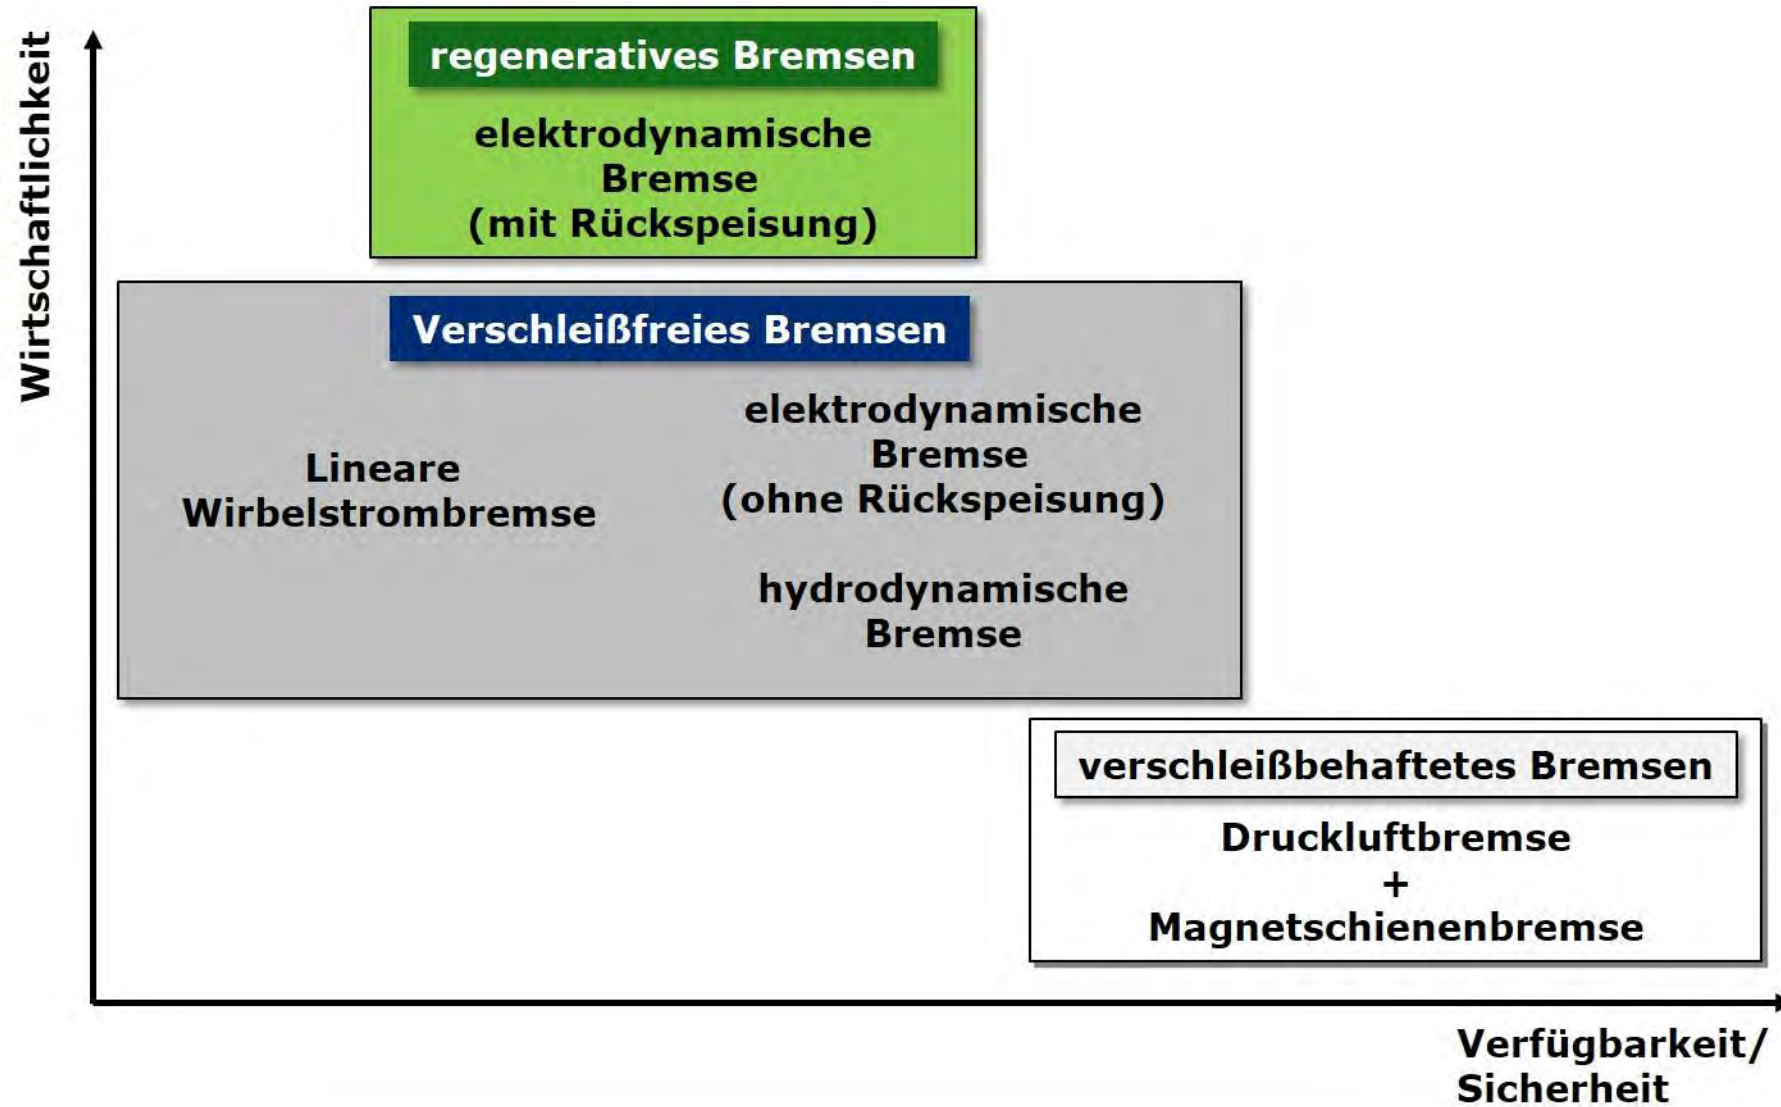 Wirtschaftlichkeit
regeneratives Bremsen
elektrodynamische
Bremse
(mit Rückspeisung)
Verschleißfreies Bremsen
Lineare
Wirbelstrombremse
elektrodynamische
Bremse
(ohne Rückspeisung)
hydrodynamische
Bremse
verschleißbehaftetes Bremsen
Druckluftbremse
+
Magnetschienenbremse
Verfügbarkeit/
Sicherheit